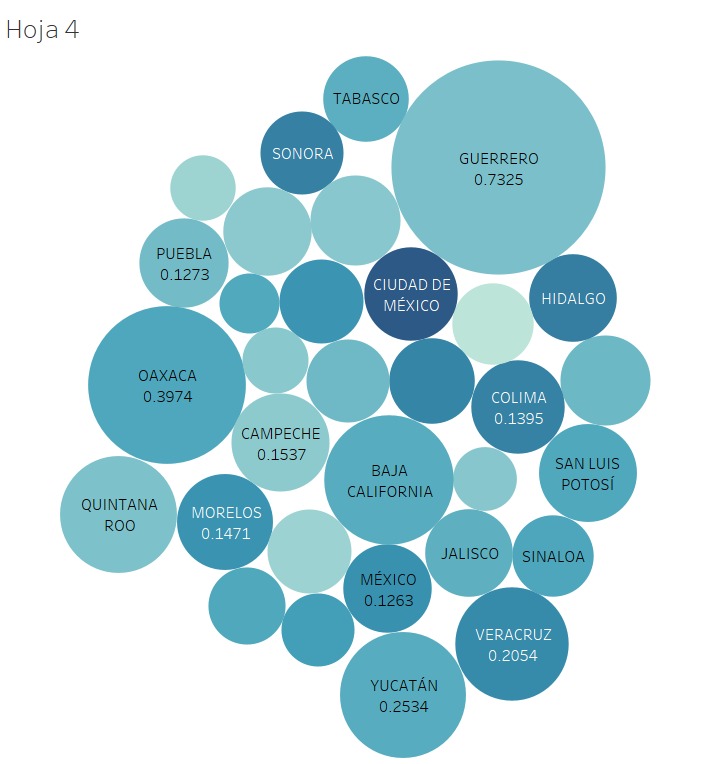 Hoja 4
TABASCO
GUERRERO
0.7325
SONORA
PUEBLA
0.1273
CIUDAD DE
MÉXICO
HIDALGO
OAXACA
0.3974
COLIMA
0.1395
CAMPECHE
0.1537
BAJA
CALIFORNIA
SAN LUIS
POTOSÍ
QUINTANA
ROO
MORELOS
0.1471
JALISCO
SINALOA
MÉXICO
0.1263
VERACRUZ
0.2054
YUCATÁN
0.2534